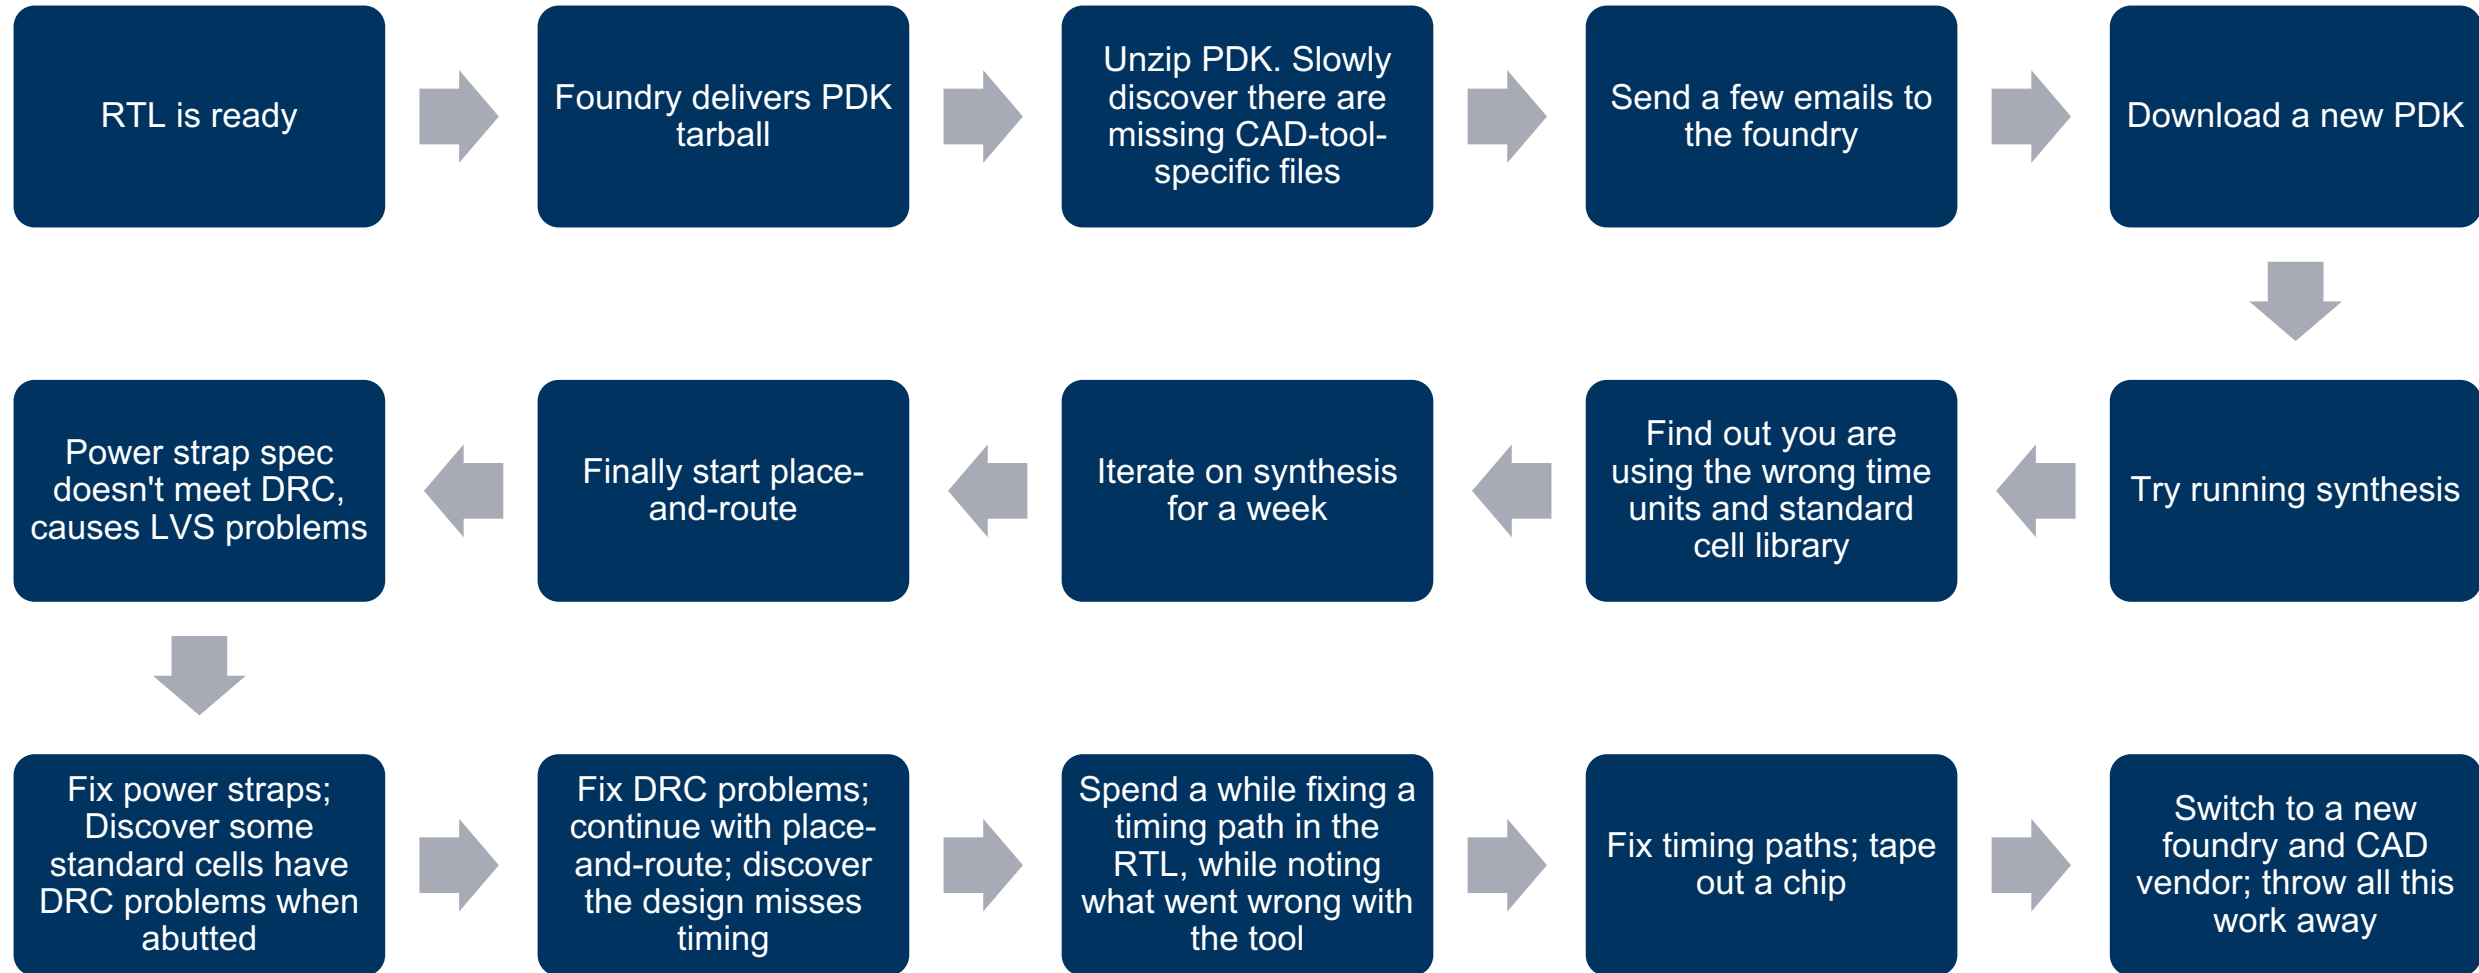 RTL is ready
Foundry delivers PDK
tarball
Unzip PDK. Slowly
discover there are
missing CAD-tool-
specific files
Send a few emails to
the foundry
Download a new PDK
Try running synthesis
Find out you are
using the wrong time
units and standard
cell library
Iterate on synthesis
for a week
Finally start place-
and-route
Power strap spec
doesn't meet DRC,
causes LVS problems
Fix power straps;
Discover some
standard cells have
DRC problems when
abutted
Fix DRC problems;
continue with place-
and-route; discover
the design misses
timing
Spend a while fixing a
timing path in the
RTL, while noting
what went wrong with
the tool
Fix timing paths; tape
out a chip
Switch to a new
foundry and CAD
vendor; throw all this
work away